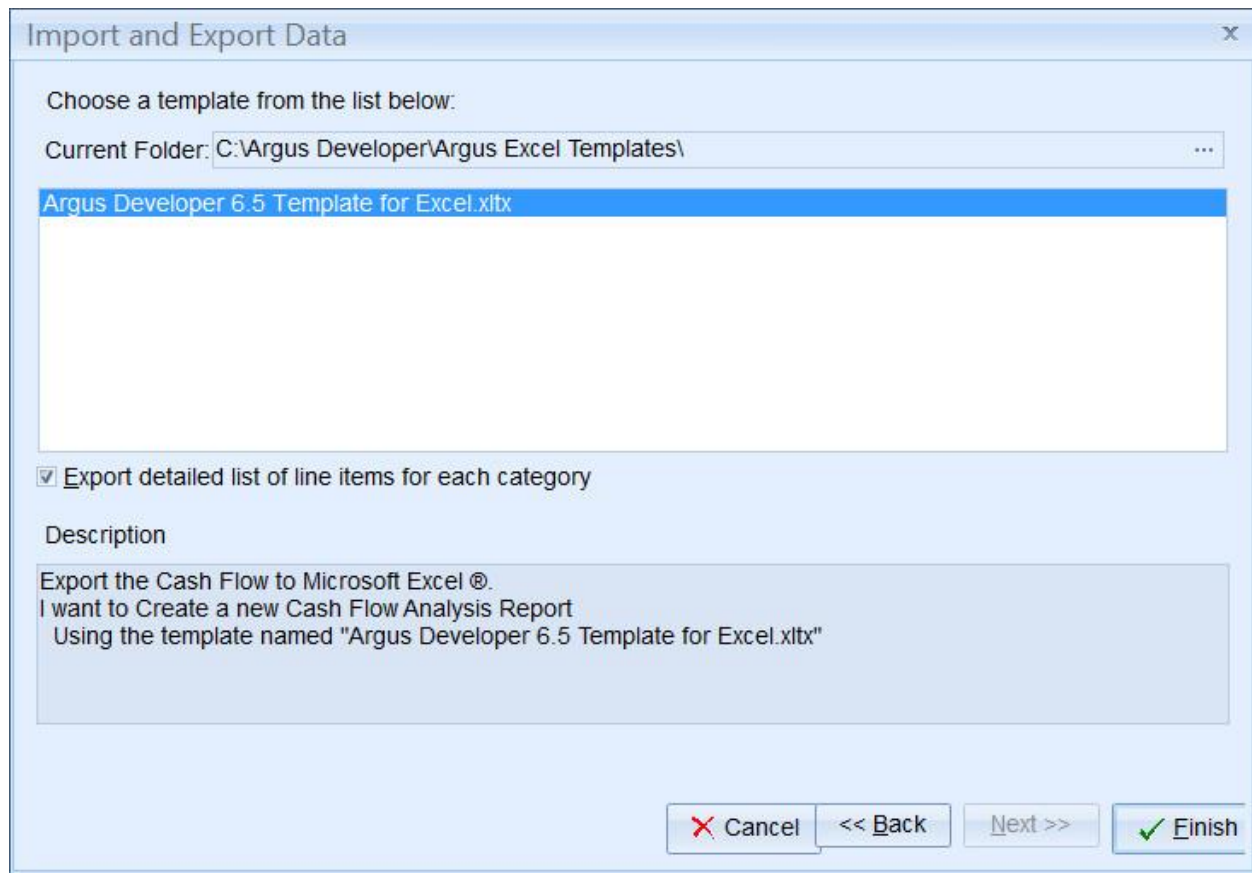 Import and Export Data
x
Choose a template from the list below:
Current Folder: C:\Argus Developer\Argus Excel Templates\ ...
Argus Developer 6.5 Template for Excel.xltx
Export detailed list of line items for each category
Description
Export the Cash Flow to Microsoft Excel ®.
I want to Create a new Cash Flow Analysis Report
Using the template named "Argus Developer 6.5 Template for Excel.xltx"
Cancel << Back Next >> Finish